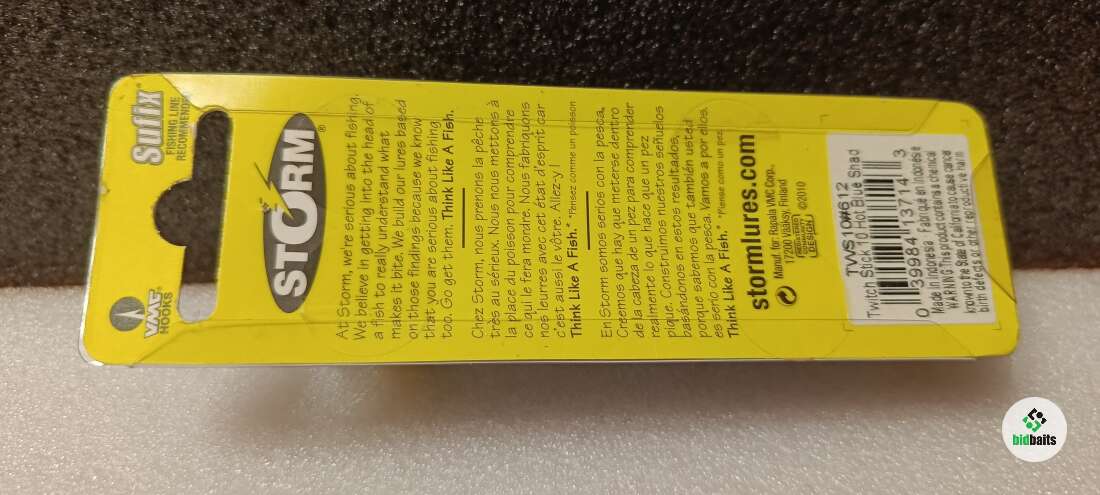 Sufix®
FISHING LINE
RECOMMENDED
VMC®
HOOKS
STORM®
At Storm, we're serious about fishing.
We believe in getting into the head of
a fish to really understand what
makes it bite. We build our lures based
on those findings because we know
that you are serious about fishing
too. Go get them. Think Like A Fish.
Chez Storm, nous prenons la pêche
très au sérieux. Nous nous mettons à
la place du poisson pour comprendre
ce qui le fera mordre. Nous fabriquons
nos leurres avec cet état d'esprit car
c'est aussi le vôtre. Allez-y !
Think Like A Fish.* *Pensez comme un poisson
En Storm somos serios con la pesca.
Creemos que hay que meterse dentro
de la cabeza de un pez para comprender
realmente lo que hace que un pez
pique. Construimos nuestros señuelos
basándonos en estos resultados,
porque sabemos que también usted
es serio con la pesca. Vamos a por ellos.
Think Like A Fish.* *Piense como un pez
stormlures.com
Manuf. for Rapala VMC Corp.
17200 Vääksy, Finland
©2010
TWS10#612
Twitch Stick 10 Hot Blue Shad
0 39984 13714 3
Made in Indonesia Fabriqué en Indonésie
WARNING This product contains a chemical
known to the State of California to cause cancer
birth defects or other reproductive harm
bidbaits